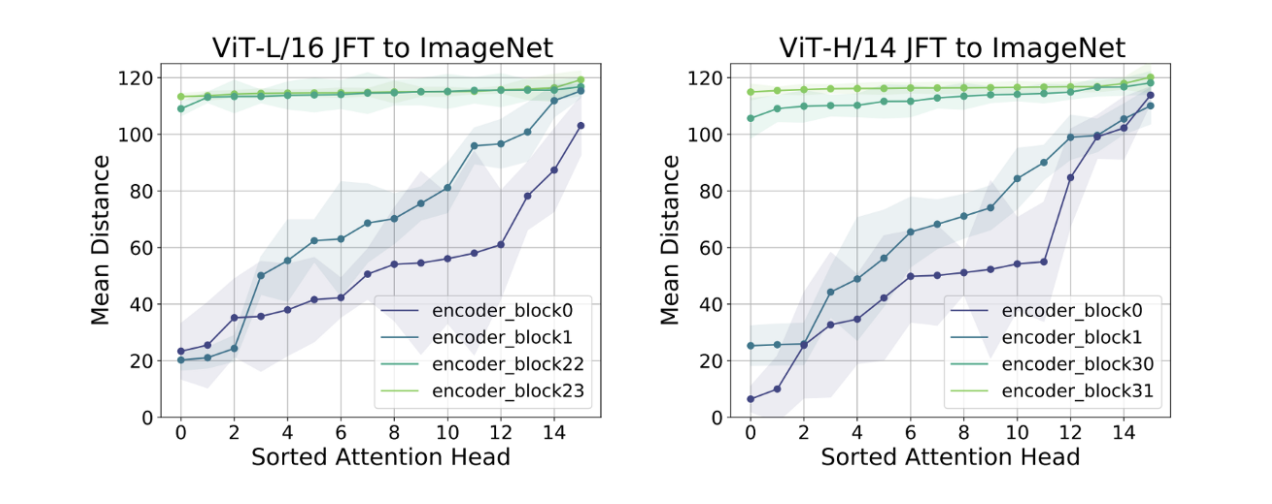 ViT-L/16 JFT to ImageNet
120
100
80
60
40
20
0
Mean Distance
encoder_block0
encoder_block1
encoder_block22
encoder_block23
0 2 4 6 8 10 12 14
Sorted Attention Head
ViT-H/14 JFT to ImageNet
120
100
80
60
40
20
0
Mean Distance
encoder_block0
encoder_block1
encoder_block30
encoder_block31
0 2 4 6 8 10 12 14
Sorted Attention Head